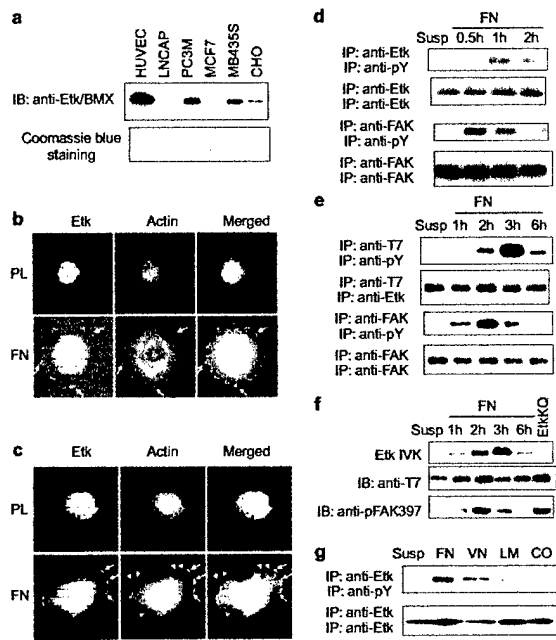 a
HUVEC LNCAP PC3M MCF7 MB435S CHO
IB: anti-Etk/BMX
Coomassie blue
staining
b
Etk Actin Merged
PL
FN
c
Etk Actin Merged
PL
FN
d
FN
Susp 0.5h 1h 2h
IP: anti-Etk
IP: anti-pY
IP: anti-Etk
IP: anti-Etk
IP: anti-FAK
IP: anti-pY
IP: anti-FAK
IP: anti-FAK
e
FN
Susp 1h 2h 3h 6h
IP: anti-T7
IP: anti-pY
IP: anti-T7
IP: anti-Etk
IP: anti-FAK
IP: anti-pY
IP: anti-FAK
IP: anti-FAK
f
FN
Susp 1h 2h 3h 6h EtkKQ
Etk IVK
IB: anti-T7
IB: anti-pFAK397
g
Susp FN VN LM CO
IP: anti-Etk
IP: anti-pY
IP: anti-Etk
IP: anti-Etk